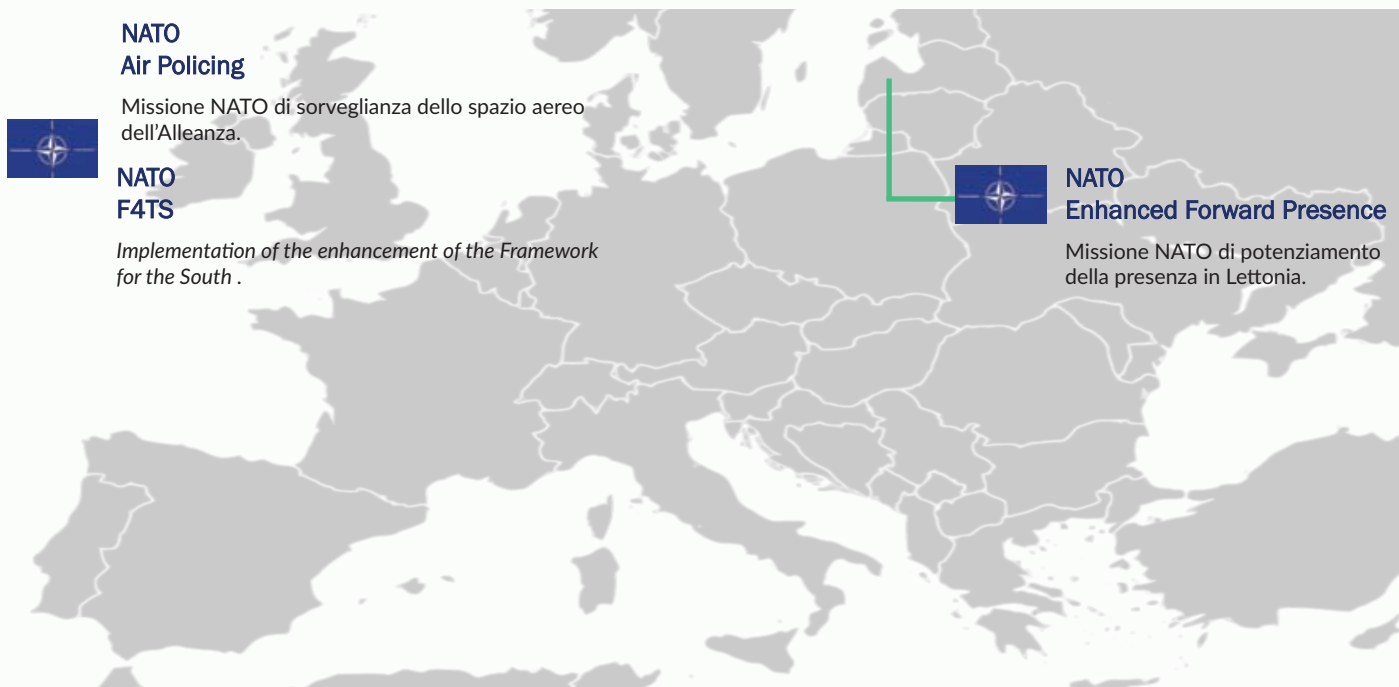 NATO
Air Policing
Missione NATO di sorveglianza dello spazio aereo
dell'Alleanza.
NATO
F4TS
Implementation of the enhancement of the Framework
for the South .
NATO
Enhanced Forward Presence
Missione NATO di potenziamento
della presenza in Lettonia.